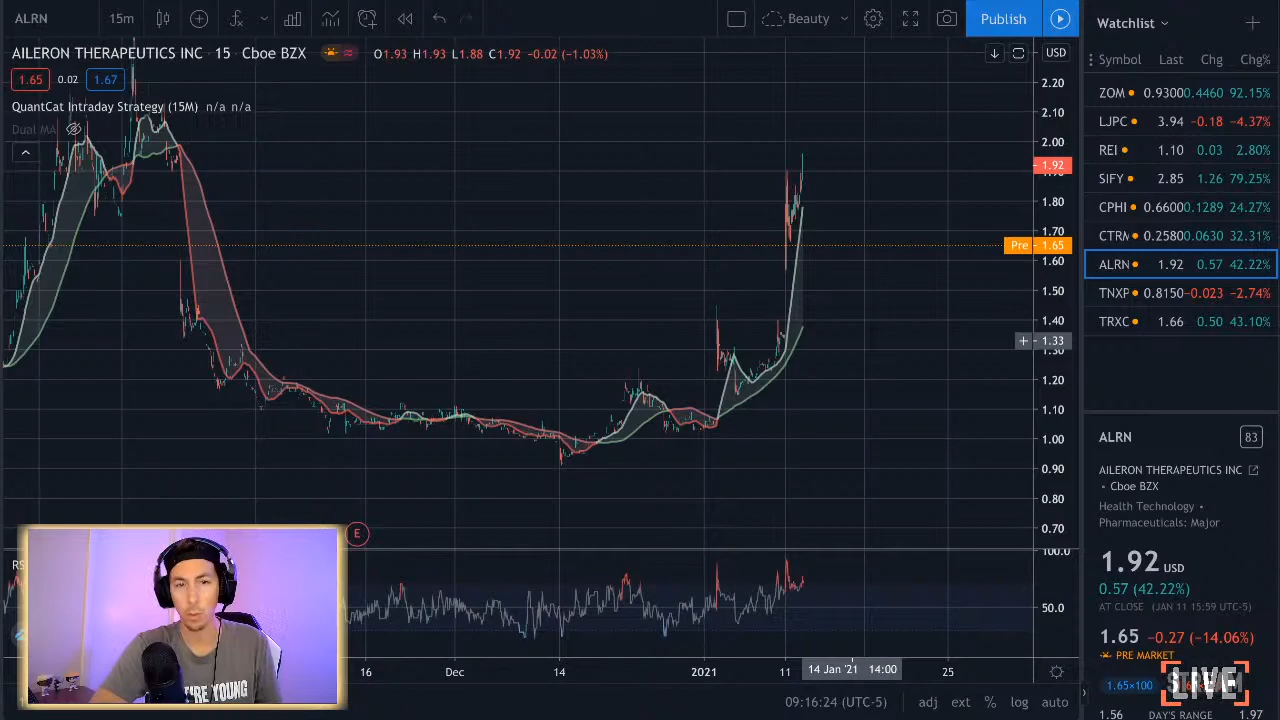 ALRN 15m Beauty Publish
AILERON THERAPEUTICS INC · 15 Cboe BZX O1.93 H1.93 L1.88 C1.92 −0.02 (−1.03%) USD
1.65 0.02 1.67
QuantCat Intraday Strategy (15M) n/a n/a
Dual MA
2.20
2.10
2.00
1.92
1.80
1.70
Pre 1.65
1.60
1.50
1.40
1.33
1.30
1.20
1.10
1.00
0.90
0.80
0.70
E
RS
100.0
50.0
16 Dec 14 2021 11 14 Jan '21 14:00 25
09:16:24 (UTC-5) adj ext % log auto
Watchlist
Symbol Last Chg Chg%
ZOM 0.9300 0.4460 92.15%
LJPC 3.94 −0.18 −4.37%
REI 1.10 0.03 2.80%
SIFY 2.85 1.26 79.25%
CPHI 0.6600 0.1289 24.27%
CTRM 0.2580 0.0630 32.31%
ALRN 1.92 0.57 42.22%
TNXP 0.8150 −0.023 −2.74%
TRXC 1.66 0.50 43.10%
ALRN 83
AILERON THERAPEUTICS INC
• Cboe BZX
Health Technology •
Pharmaceuticals: Major
1.92 USD
0.57 (42.22%)
AT CLOSE (JAN 11 15:59 UTC-5)
1.65 −0.27 (−14.06%)
PRE MARKET
1.65×100
LIVE
1.56 DAY'S RANGE 1.97